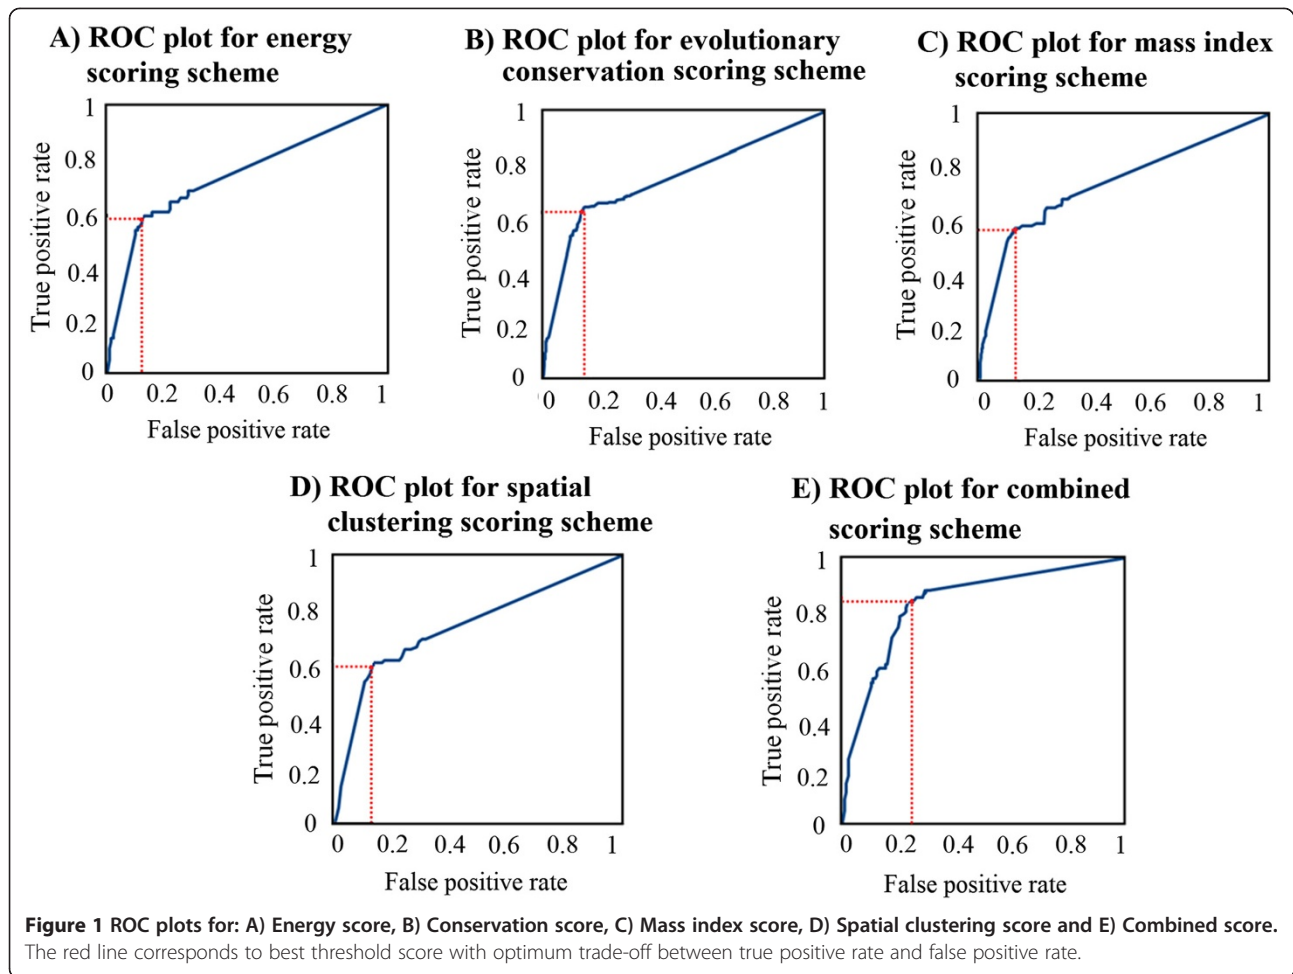 A) ROC plot for energy
scoring scheme
1
0.8
0.6
0.4
0.2
0
True positive rate
0 0.2 0.4 0.6 0.8 1
False positive rate
B) ROC plot for evolutionary
conservation scoring scheme
1
0.8
0.6
0.4
0.2
0
True positive rate
0 0.2 0.4 0.6 0.8 1
False positive rate
C) ROC plot for mass index
scoring scheme
1
0.8
0.6
0.4
0.2
0
True positive rate
0 0.2 0.4 0.6 0.8 1
False positive rate
D) ROC plot for spatial
clustering scoring scheme
1
0.8
0.6
0.4
0.2
0
True positive rate
0 0.2 0.4 0.6 0.8 1
False positive rate
E) ROC plot for combined
scoring scheme
1
0.8
0.6
0.4
0.2
0
True positive rate
0 0.2 0.4 0.6 0.8 1
False positive rate
Figure 1 ROC plots for: A) Energy score, B) Conservation score, C) Mass index score, D) Spatial clustering score and E) Combined score.
The red line corresponds to best threshold score with optimum trade-off between true positive rate and false positive rate.